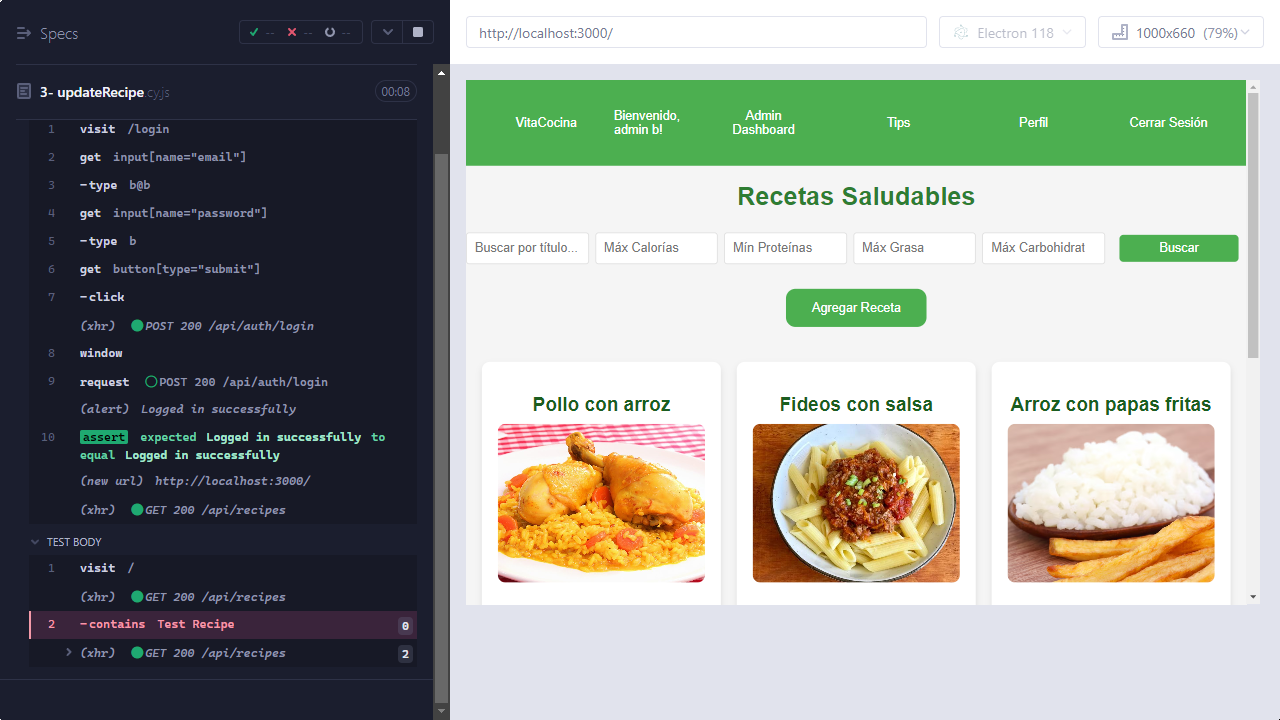 Specs
-- -- --
3- updateRecipe.cy.js
00:08
1 visit /login
2 get input[name="email"]
3 -type b@b
4 get input[name="password"]
5 -type b
6 get button[type="submit"]
7 -click
(xhr) POST 200 /api/auth/login
8 window
9 request POST 200 /api/auth/login
(alert) Logged in successfully
10 assert expected Logged in successfully to
equal Logged in successfully
(new url) http://localhost:3000/
(xhr) GET 200 /api/recipes
TEST BODY
1 visit /
(xhr) GET 200 /api/recipes
2 -contains Test Recipe 0
(xhr) GET 200 /api/recipes 2
http://localhost:3000/
Electron 118
1000x660 (79%)
VitaCocina
Bienvenido,
admin b!
Admin
Dashboard
Tips
Perfil
Cerrar Sesión
Recetas Saludables
Buscar por título...
Máx Calorías
Mín Proteínas
Máx Grasa
Máx Carbohidrat
Buscar
Agregar Receta
Pollo con arroz
Fideos con salsa
Arroz con papas fritas